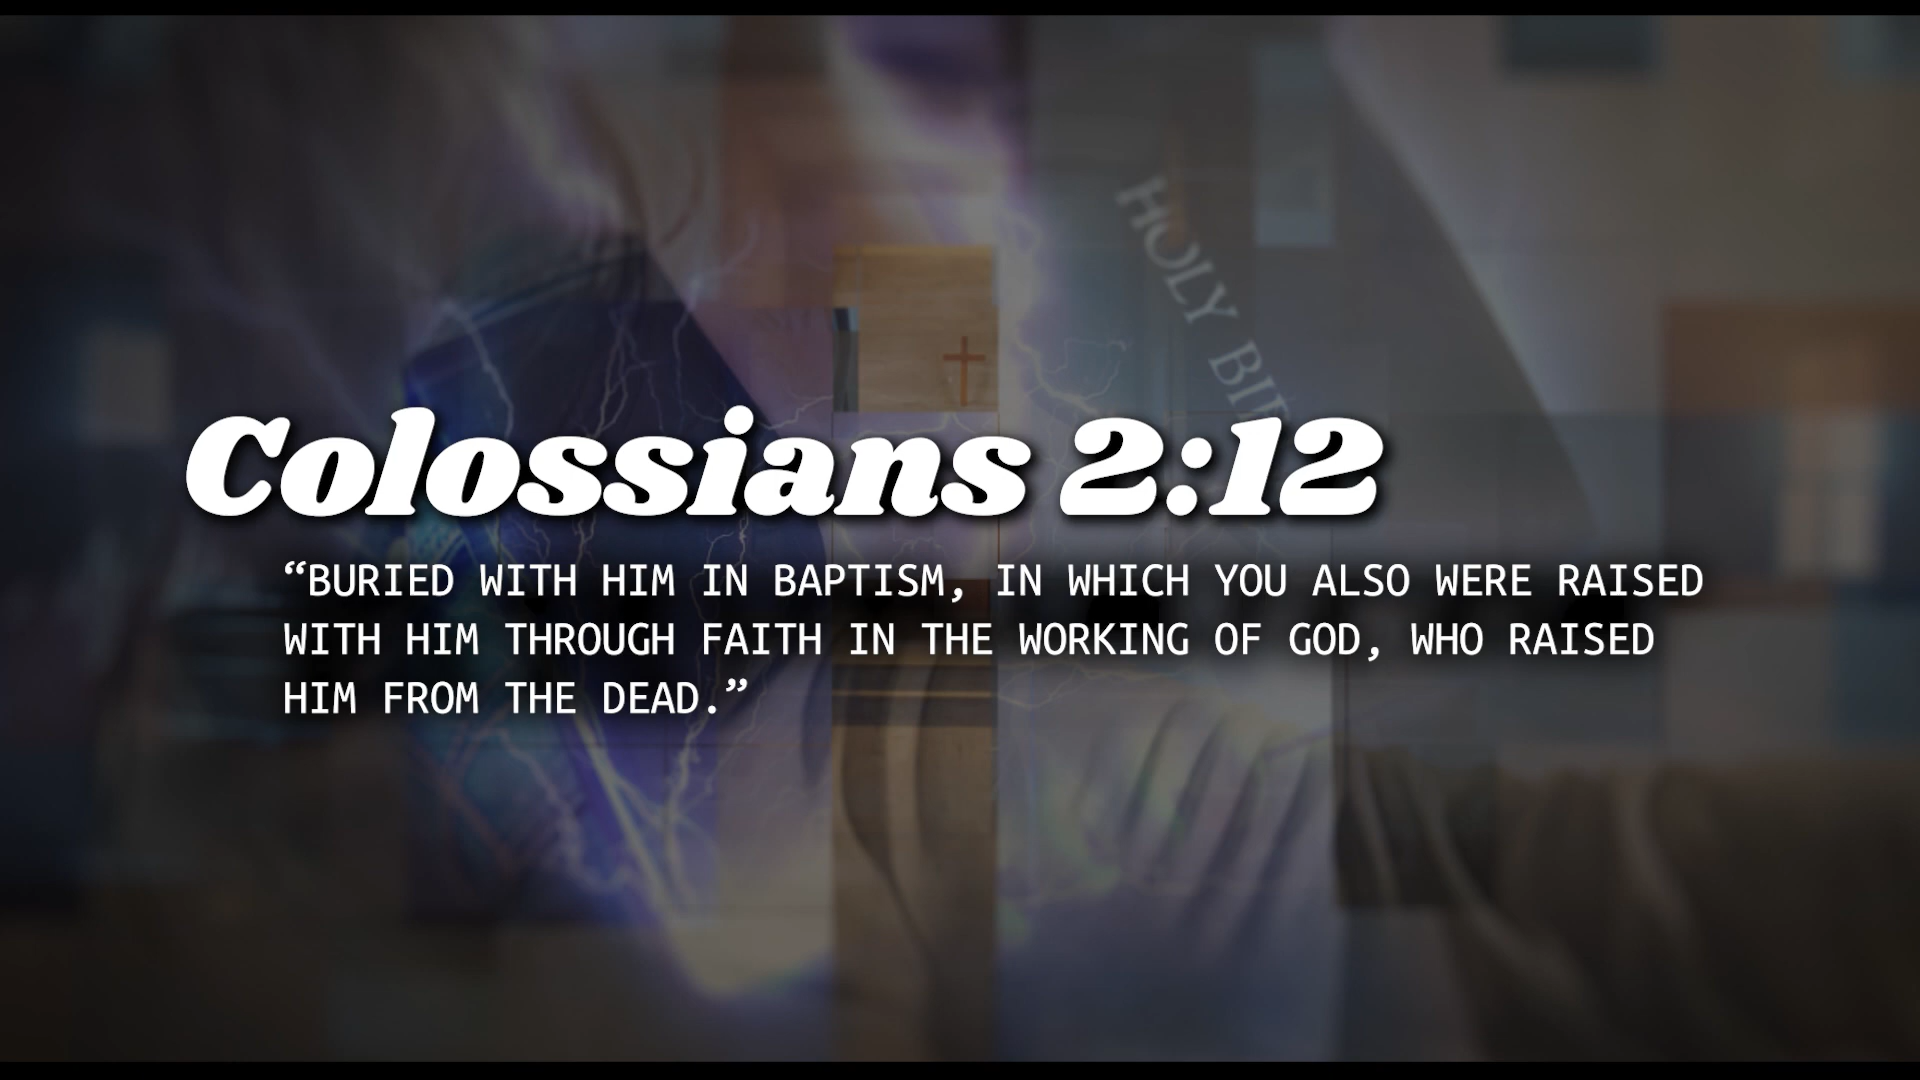 HOLY
Colossians 2:12
“BURIED WITH HIM IN BAPTISM, IN WHICH YOU ALSO WERE RAISED
WITH HIM THROUGH FAITH IN THE WORKING OF GOD, WHO RAISED
HIM FROM THE DEAD.”